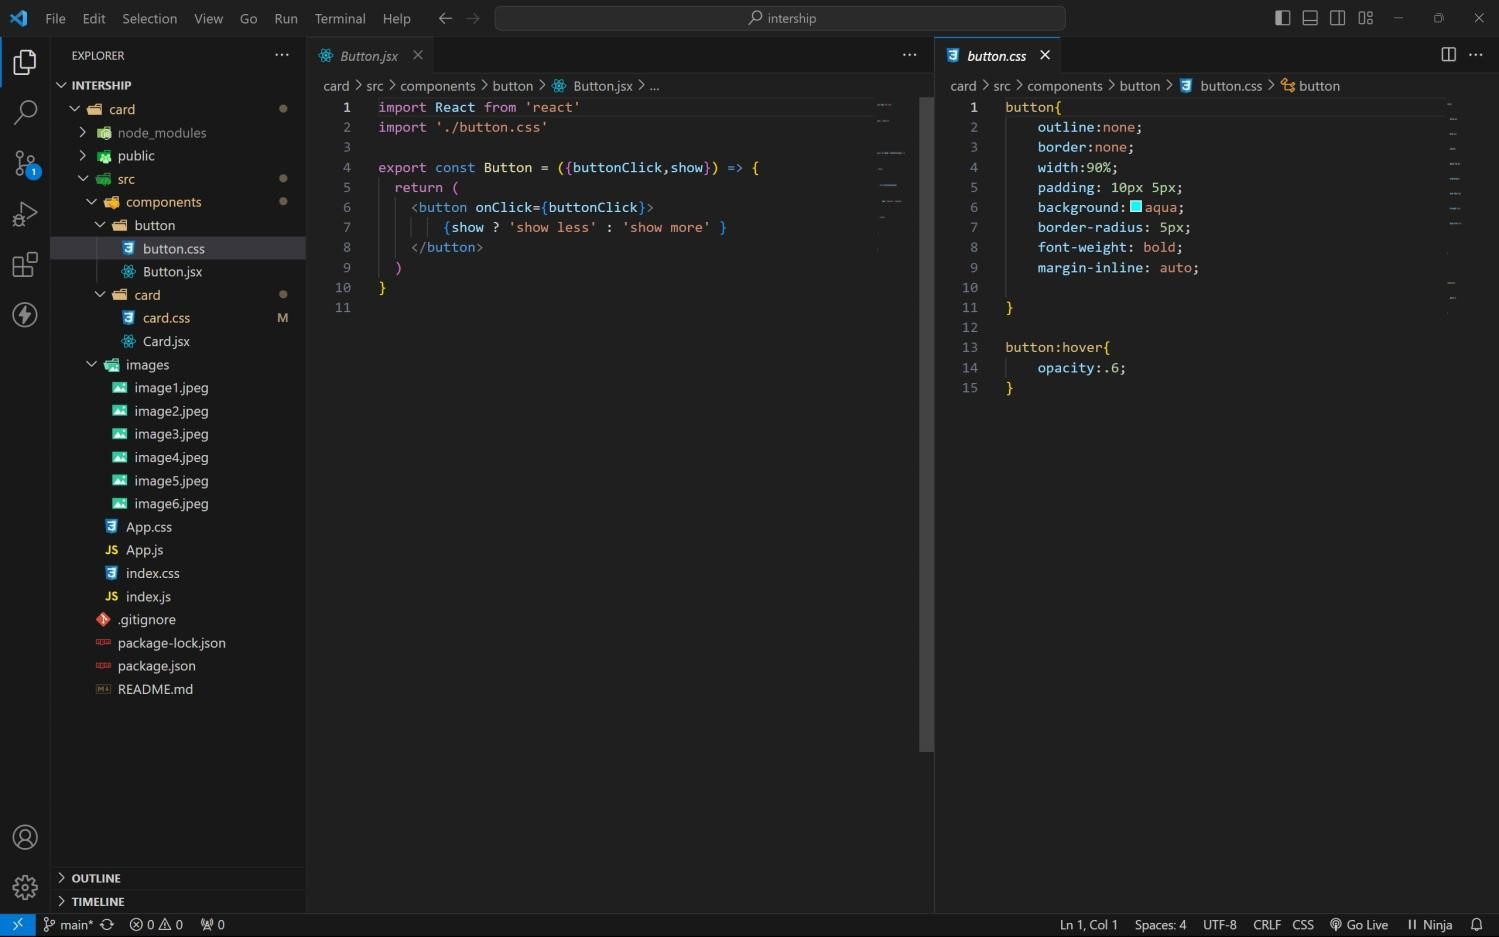 File Edit Selection View Go Run Terminal Help intership
EXPLORER
INTERSHIP
card
node_modules
public
src
components
button
button.css
Button.jsx
card
card.css M
Card.jsx
images
image1.jpeg
image2.jpeg
image3.jpeg
image4.jpeg
image5.jpeg
image6.jpeg
App.css
JS App.js
index.css
JS index.js
.gitignore
package-lock.json
package.json
README.md
OUTLINE
TIMELINE
1
Button.jsx
card > src > components > button > Button.jsx > ...
1 import React from 'react'
2 import './button.css'
3
4 export const Button = ({buttonClick,show}) => {
5 return (
6 <button onClick={buttonClick}>
7 {show ? 'show less' : 'show more' }
8 </button>
9 )
10 }
11
button.css
card > src > components > button > button.css > button
1 button{
2 outline:none;
3 border:none;
4 width:90%;
5 padding: 10px 5px;
6 background: aqua;
7 border-radius: 5px;
8 font-weight: bold;
9 margin-inline: auto;
10
11 }
12
13 button:hover{
14 opacity:.6;
15 }
main* 0 0 0 Ln 1, Col 1 Spaces: 4 UTF-8 CRLF CSS Go Live Ninja